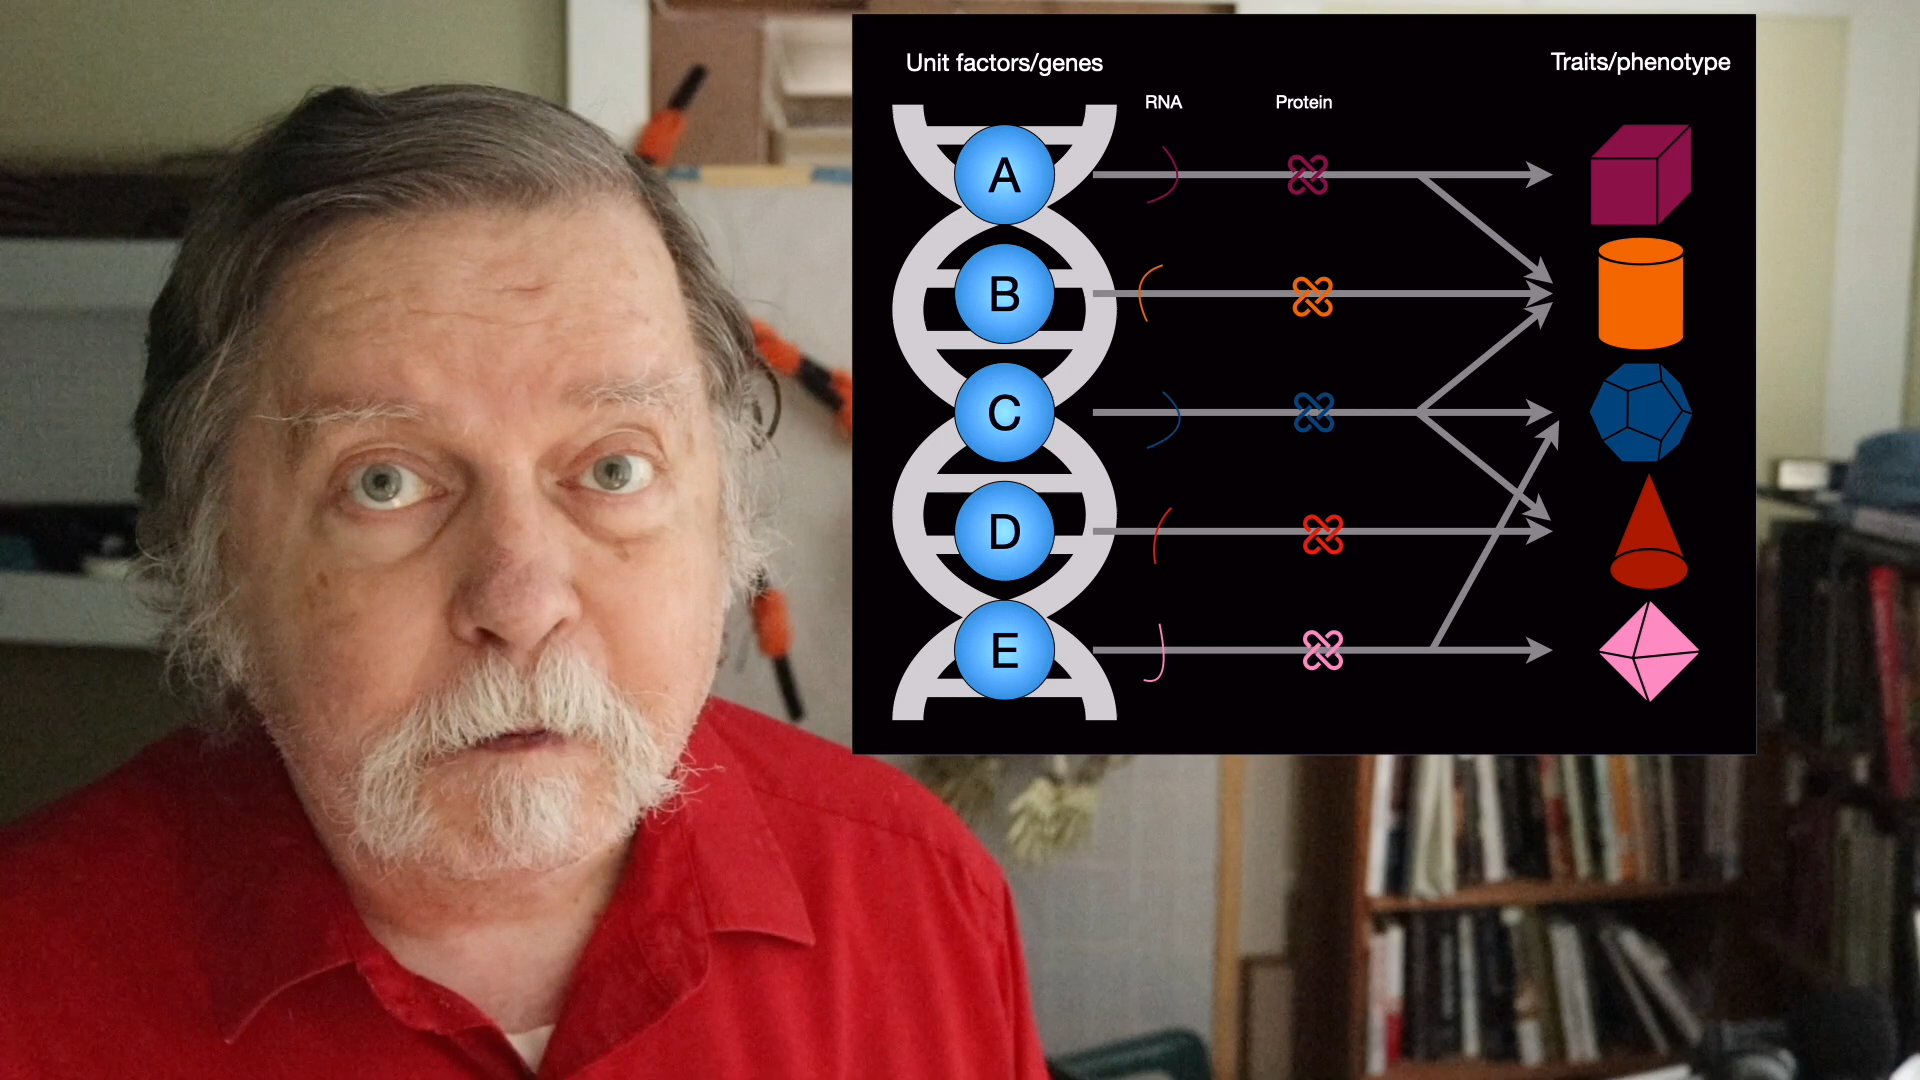 Unit factors/genes
Traits/phenotype
RNA
Protein
A
B
C
D
E